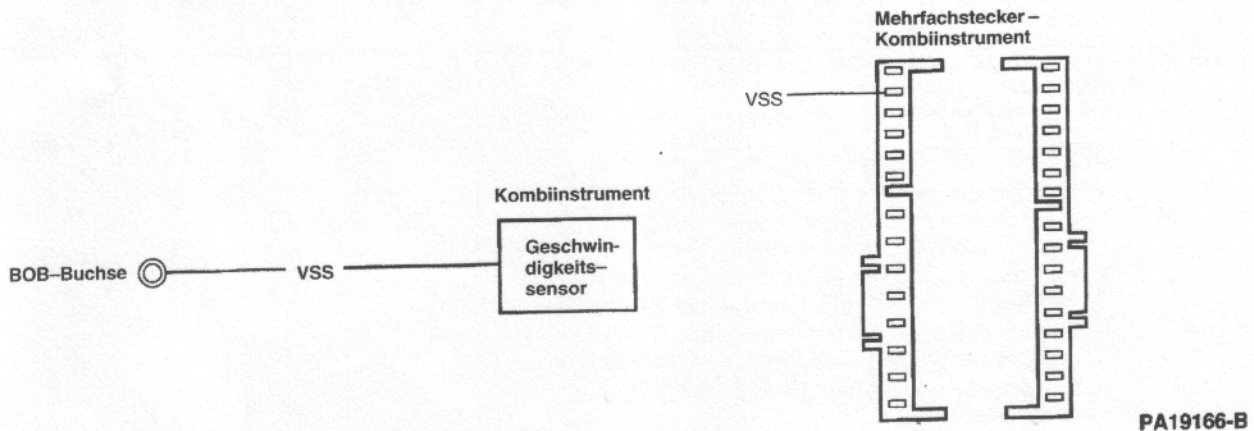 Mehrfachstecker–
Kombiinstrument
VSS
Kombiinstrument
Geschwin-
digkeits–
sensor
BOB–Buchse
VSS
PA19166-B